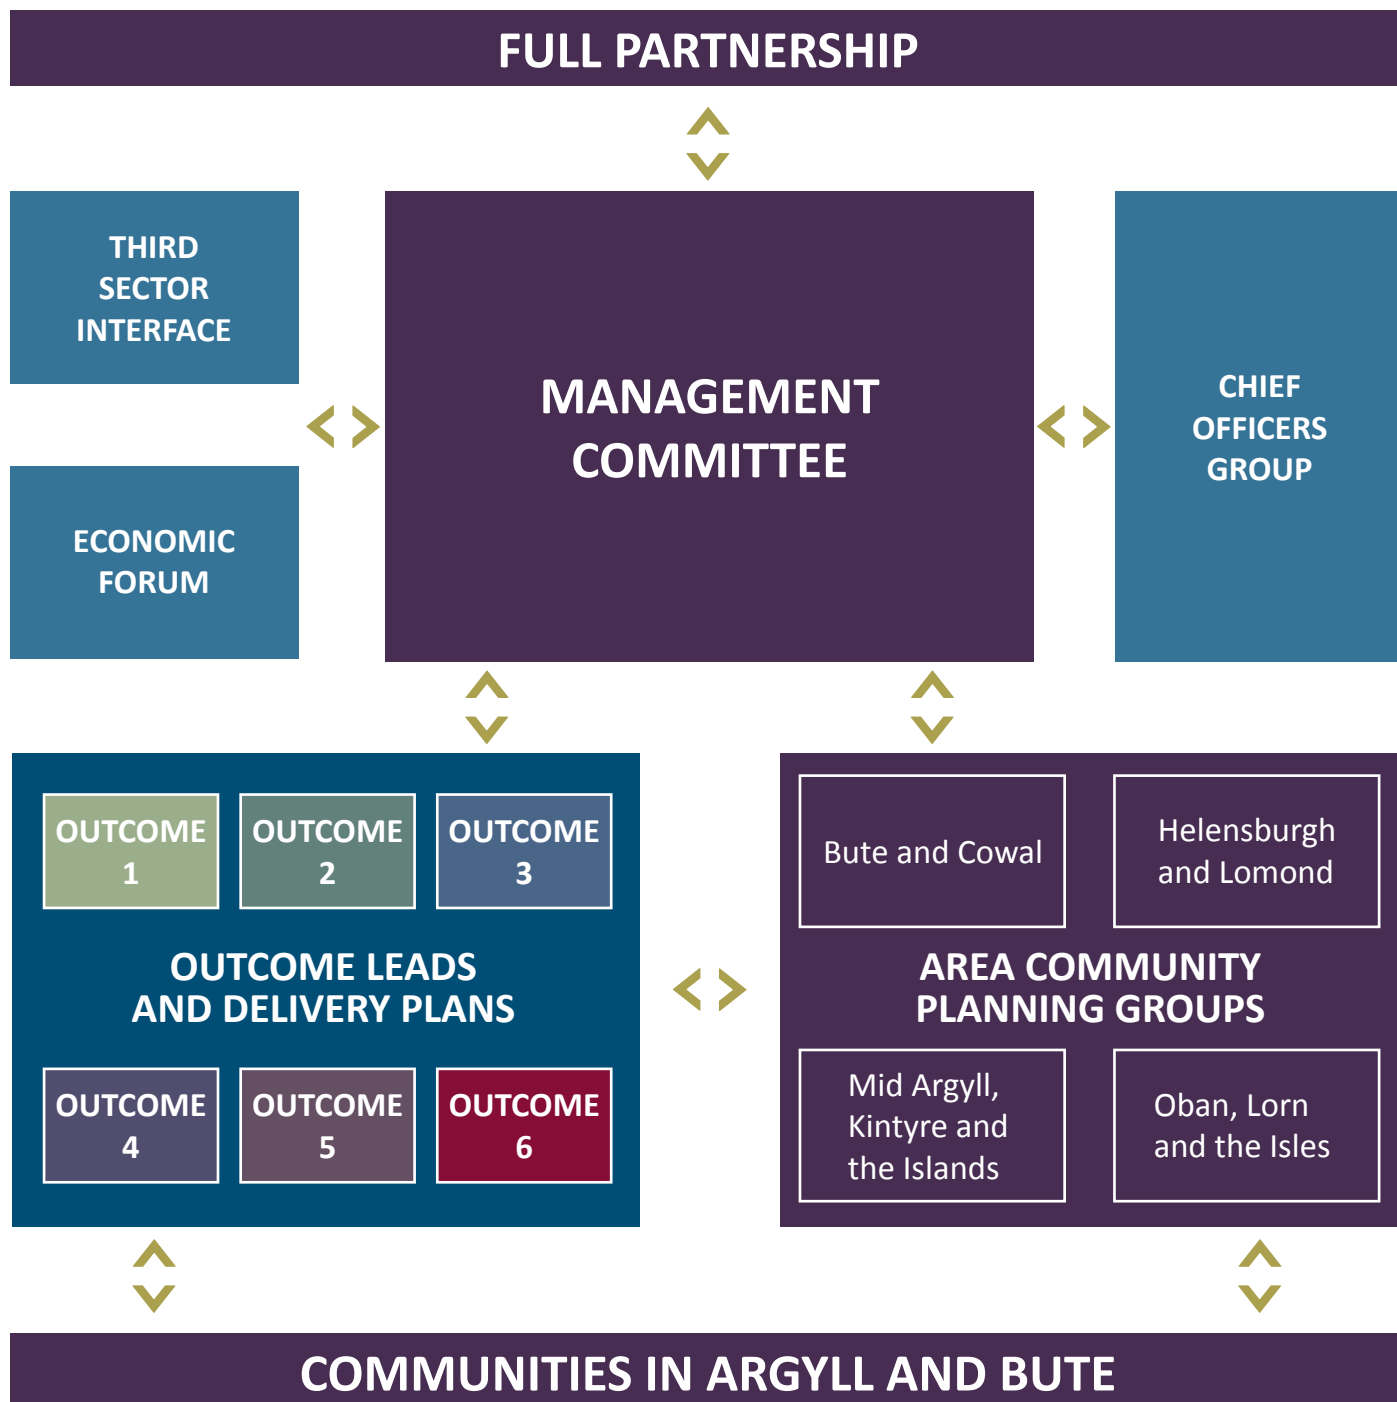 FULL PARTNERSHIP
THIRD
SECTOR
INTERFACE
ECONOMIC
FORUM
MANAGEMENT
COMMITTEE
CHIEF
OFFICERS
GROUP
OUTCOME
1
OUTCOME
2
OUTCOME
3
OUTCOME LEADS
AND DELIVERY PLANS
OUTCOME
4
OUTCOME
5
OUTCOME
6
Bute and Cowal
Helensburgh
and Lomond
AREA COMMUNITY
PLANNING GROUPS
Mid Argyll,
Kintyre and
the Islands
Oban, Lorn
and the Isles
COMMUNITIES IN ARGYLL AND BUTE